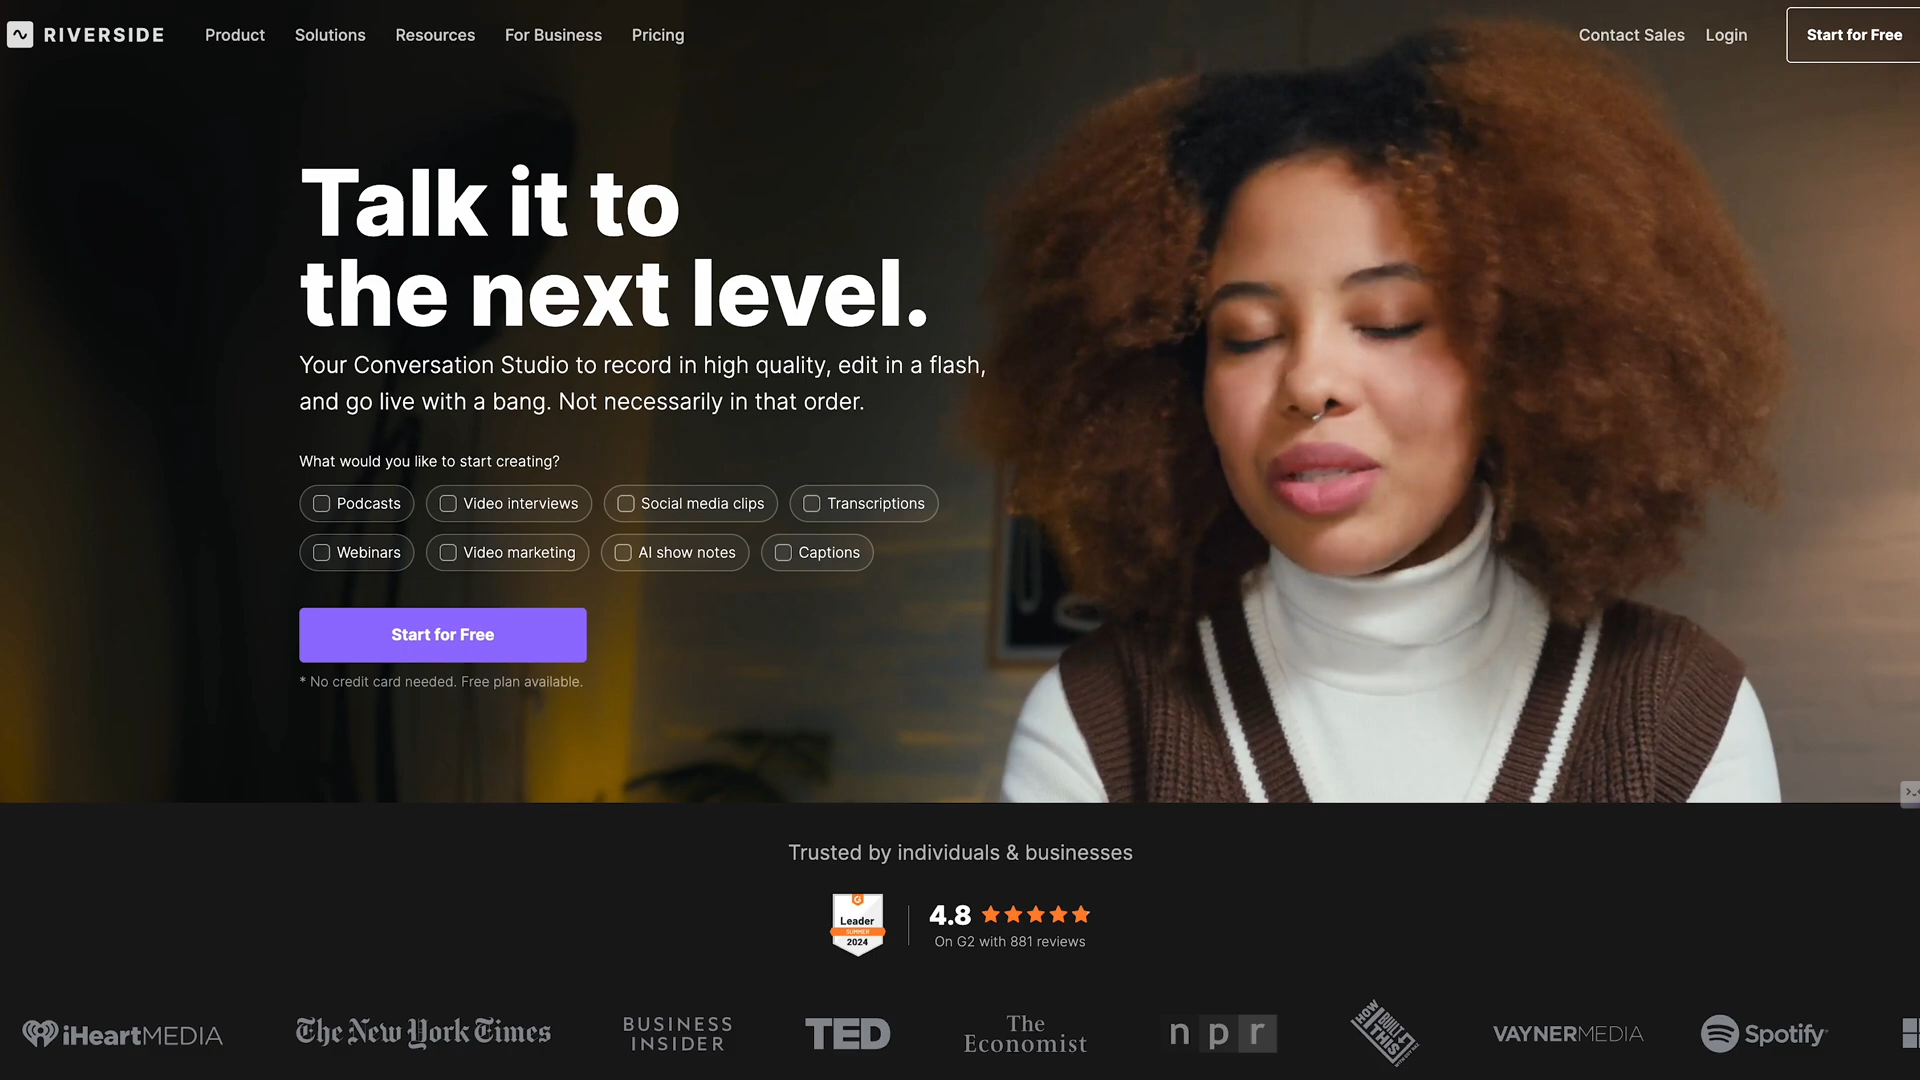 RIVERSIDE
Product
Solutions
Resources
For Business
Pricing
Contact Sales
Login
Start for Free
Talk it to
the next level.
Your Conversation Studio to record in high quality, edit in a flash,
and go live with a bang. Not necessarily in that order.
What would you like to start creating?
Podcasts
Video interviews
Social media clips
Transcriptions
Webinars
Video marketing
AI show notes
Captions
Start for Free
* No credit card needed. Free plan available.
Trusted by individuals & businesses
Leader
SUMMER
2024
4.8
On G2 with 881 reviews
iHeartMEDIA
The New York Times
BUSINESS
INSIDER
TED
The
Economist
npr
HOW
I BUILT
THIS
VAYNERMEDIA
Spotify